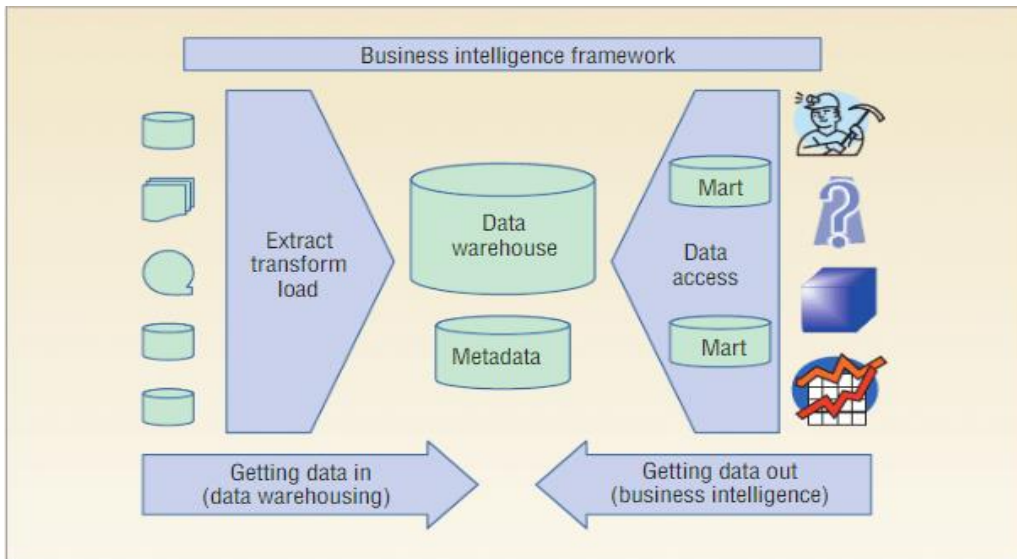 Business intelligence framework
Extract
transform
load
Data
warehouse
Metadata
Mart
Data
access
Mart
Getting data in
(data warehousing)
Getting data out
(business intelligence)